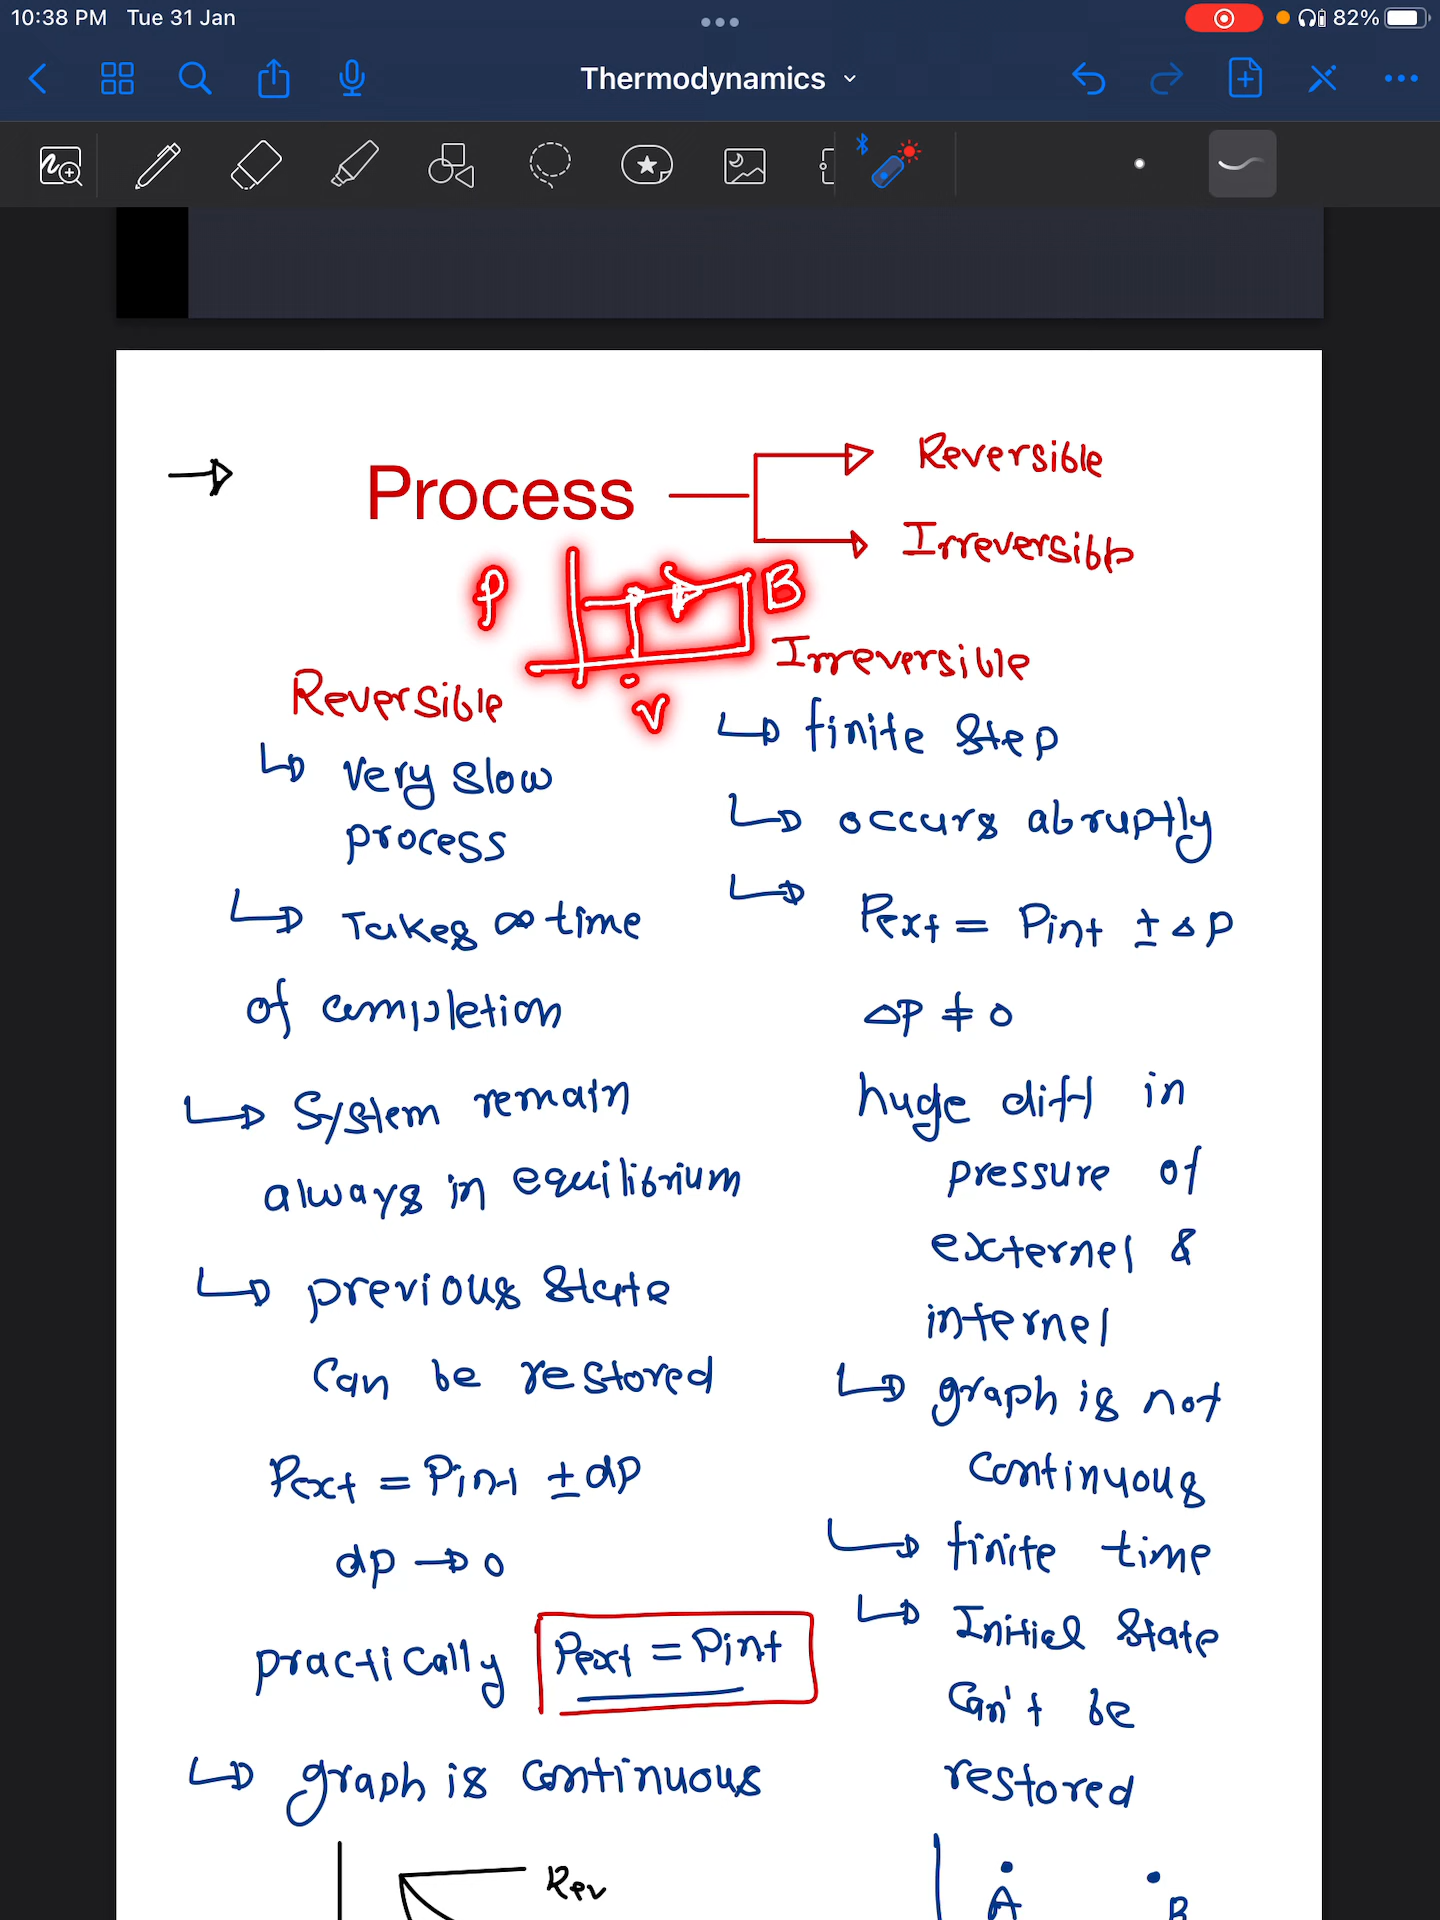 10:38 PM Tue 31 Jan
82%
Thermodynamics
Process
Reversible
Irreversible
P
B
V
Reversible
very slow
process
Takes ∞ time
of completion
System remain
always in equilibrium
previous state
can be restored
Pext = Pint ± dp
dp → 0
practically Pext = Pint
graph is continuous
Rev
Irreversible
finite step
occurs abruptly
Pext = Pint ± ΔP
ΔP ≠ 0
huge diff in
pressure of
externel &
internel
graph is not
continuous
finite time
Initial state
can't be
restored
A
B